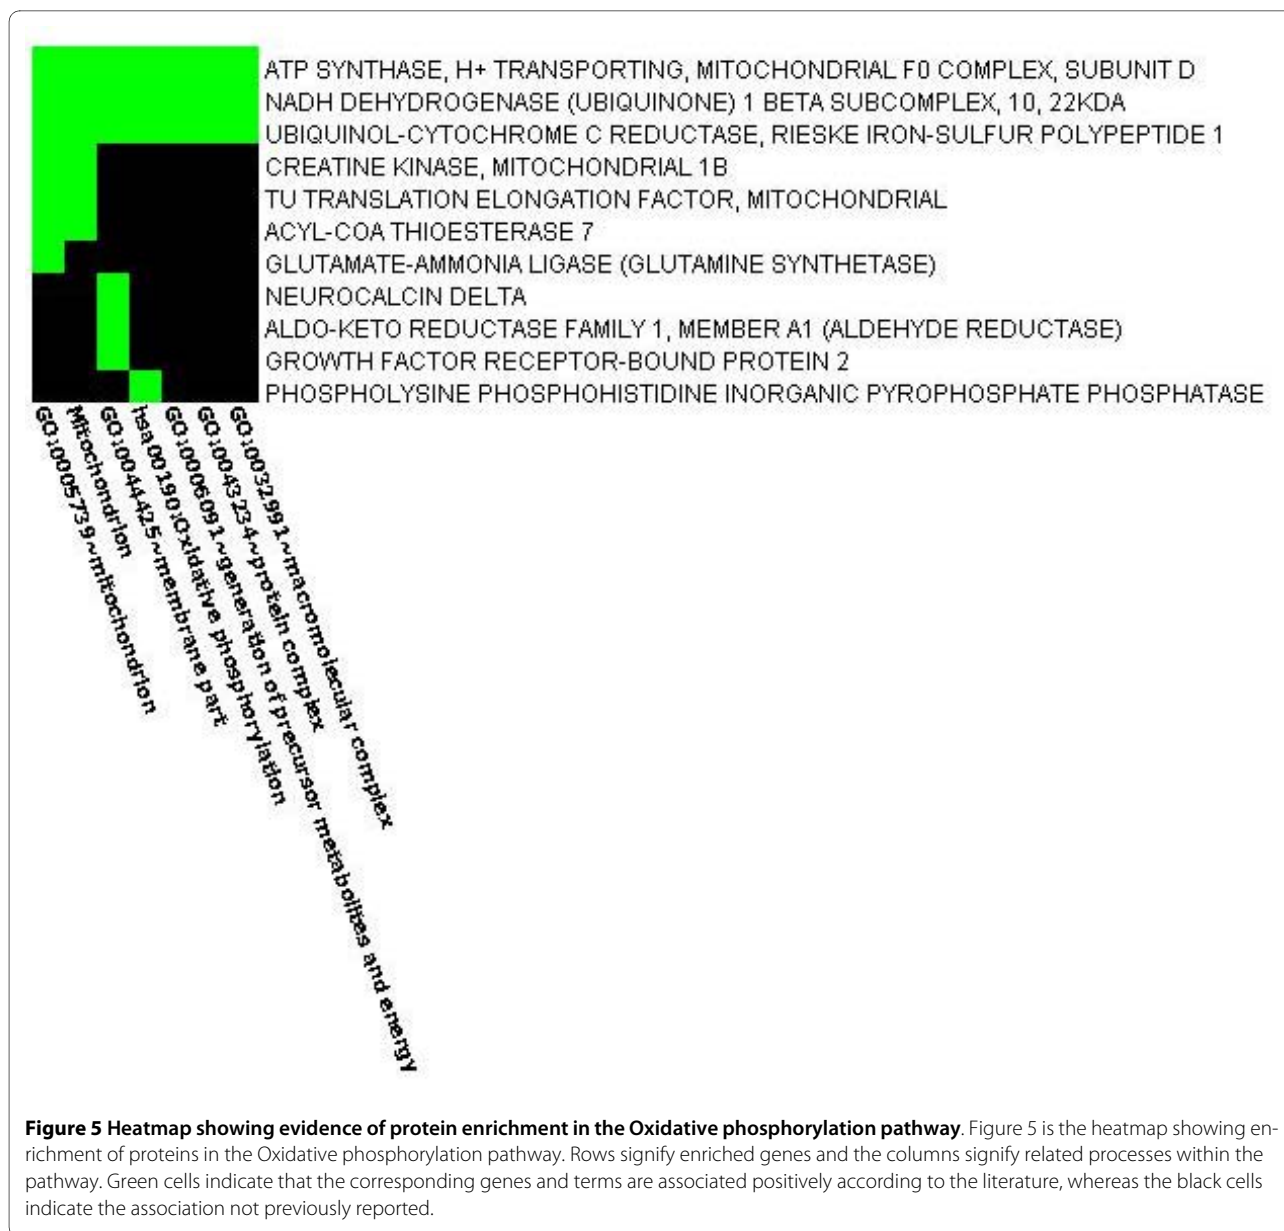 ATP SYNTHASE, H+ TRANSPORTING, MITOCHONDRIAL F0 COMPLEX, SUBUNIT D
NADH DEHYDROGENASE (UBIQUINONE) 1 BETA SUBCOMPLEX, 10, 22KDA
UBIQUINOL-CYTOCHROME C REDUCTASE, RIESKE IRON-SULFUR POLYPEPTIDE 1
CREATINE KINASE, MITOCHONDRIAL 1B
TU TRANSLATION ELONGATION FACTOR, MITOCHONDRIAL
ACYL-COA THIOESTERASE 7
GLUTAMATE-AMMONIA LIGASE (GLUTAMINE SYNTHETASE)
NEUROCALCIN DELTA
ALDO-KETO REDUCTASE FAMILY 1, MEMBER A1 (ALDEHYDE REDUCTASE)
GROWTH FACTOR RECEPTOR-BOUND PROTEIN 2
PHOSPHOLYSINE PHOSPHOHISTIDINE INORGANIC PYROPHOSPHATE PHOSPHATASE
GO:0005739~mitochondrion
Mitochondrion
GO:0044425~membrane part
hsa00190:Oxidative phosphorylation
GO:0006091~generation of precursor metabolites and energy
GO:0043234~protein complex
GO:0032991~macromolecular complex
Figure 5 Heatmap showing evidence of protein enrichment in the Oxidative phosphorylation pathway. Figure 5 is the heatmap showing en-
richment of proteins in the Oxidative phosphorylation pathway. Rows signify enriched genes and the columns signify related processes within the
pathway. Green cells indicate that the corresponding genes and terms are associated positively according to the literature, whereas the black cells
indicate the association not previously reported.